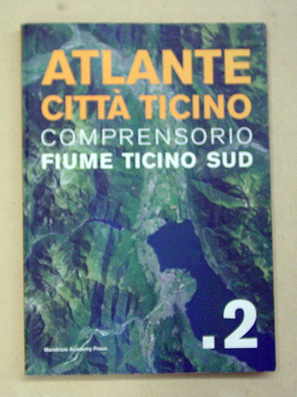 ATLANTE
CITTÀ TICINO
COMPRENSORIO
FIUME TICINO SUD
.2
Mendrisio Academy Press